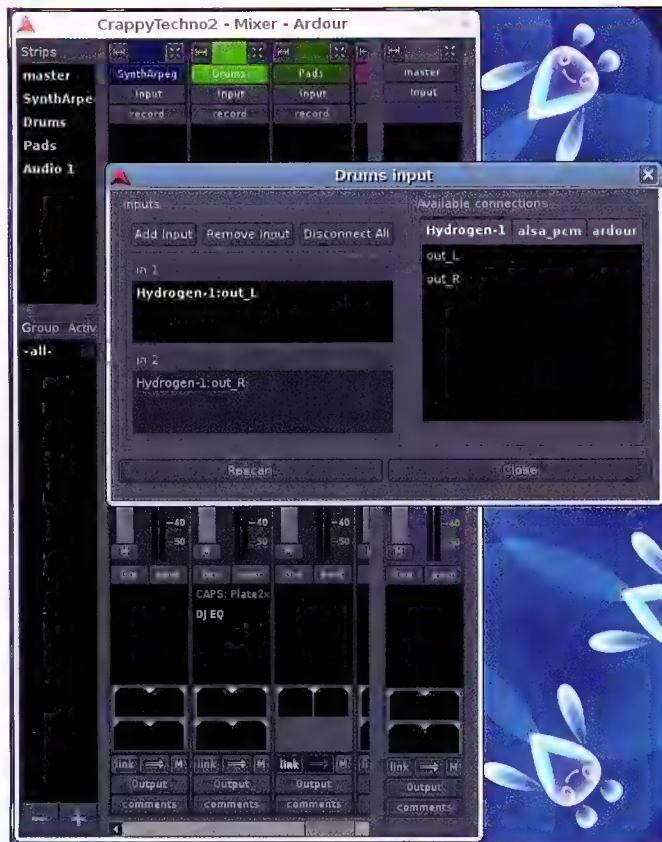 CrappyTechno2 - Mixer - Ardour
Strips
master
SynthArpe
Drums
Pads
Audio 1
SynthArpeg
Drums
Pads
master
Input
Input
Input
Input
record
record
record
Drums input
Inputs
Add Input
Remove Input
Disconnect All
in 1
Hydrogen-1:out_L
in 2
Hydrogen-1:out_R
Available connections
Hydrogen-1
alsa_pcm
ardour
out_L
out_R
Rescan
Close
Group
Activ
-all-
-40
-40
-40
-40
-50
-50
-50
-50
CAPS: Plate2x
DJ EQ
link
M
link
M
link
M
link
M
Output
Output
Output
Output
comments
comments
comments
comments